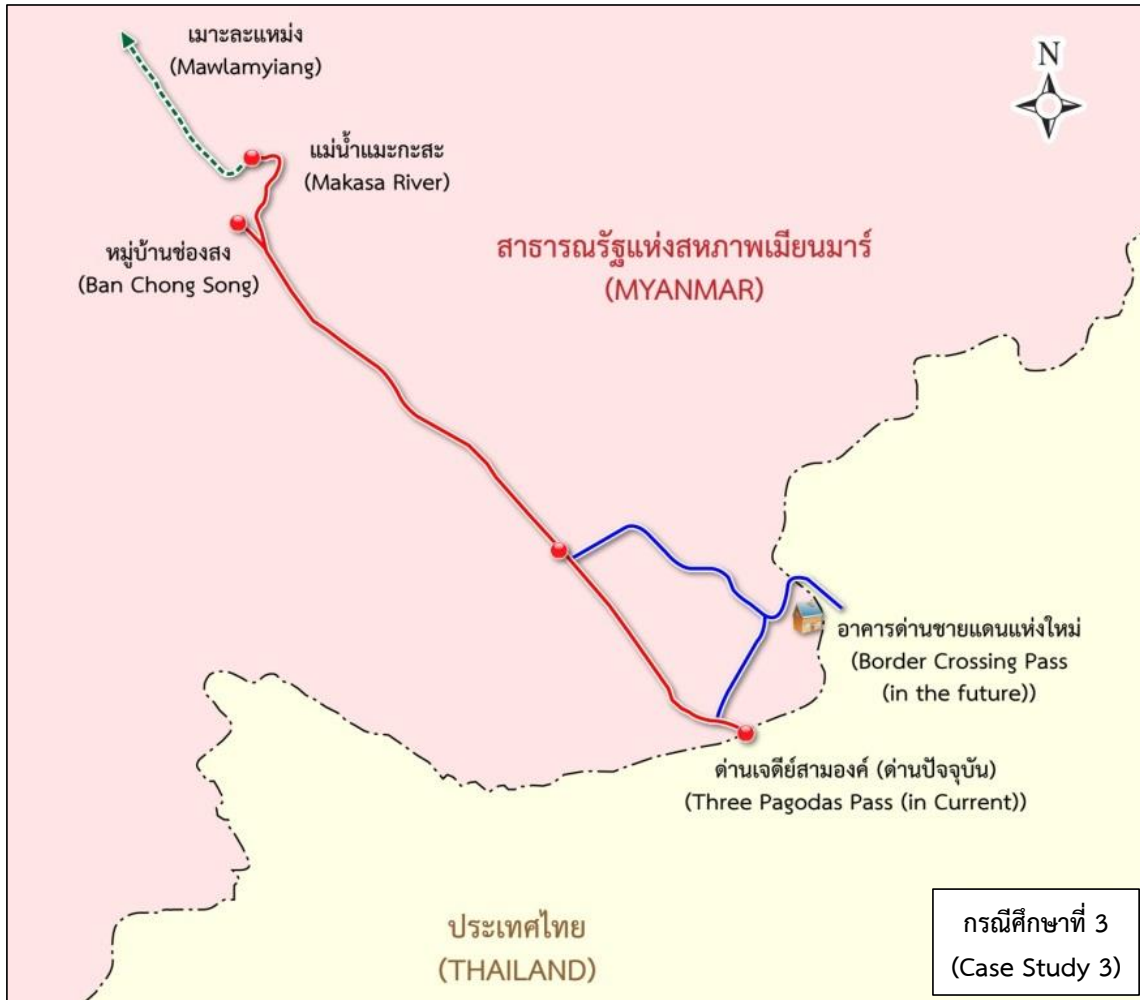 เมาะละแหม่ง
(Mawlamyiang)
N
แม่น้ำแมะกะสะ
(Makasa River)
หมู่บ้านช่องสง
(Ban Chong Song)
สาธารณรัฐแห่งสหภาพเมียนมาร์
(MYANMAR)
อาคารด่านชายแดนแห่งใหม่
(Border Crossing Pass
(in the future))
ด่านเจดีย์สามองค์ (ด่านปัจจุบัน)
(Three Pagodas Pass (in Current))
ประเทศไทย
(THAILAND)
กรณีศึกษาที่ 3
(Case Study 3)